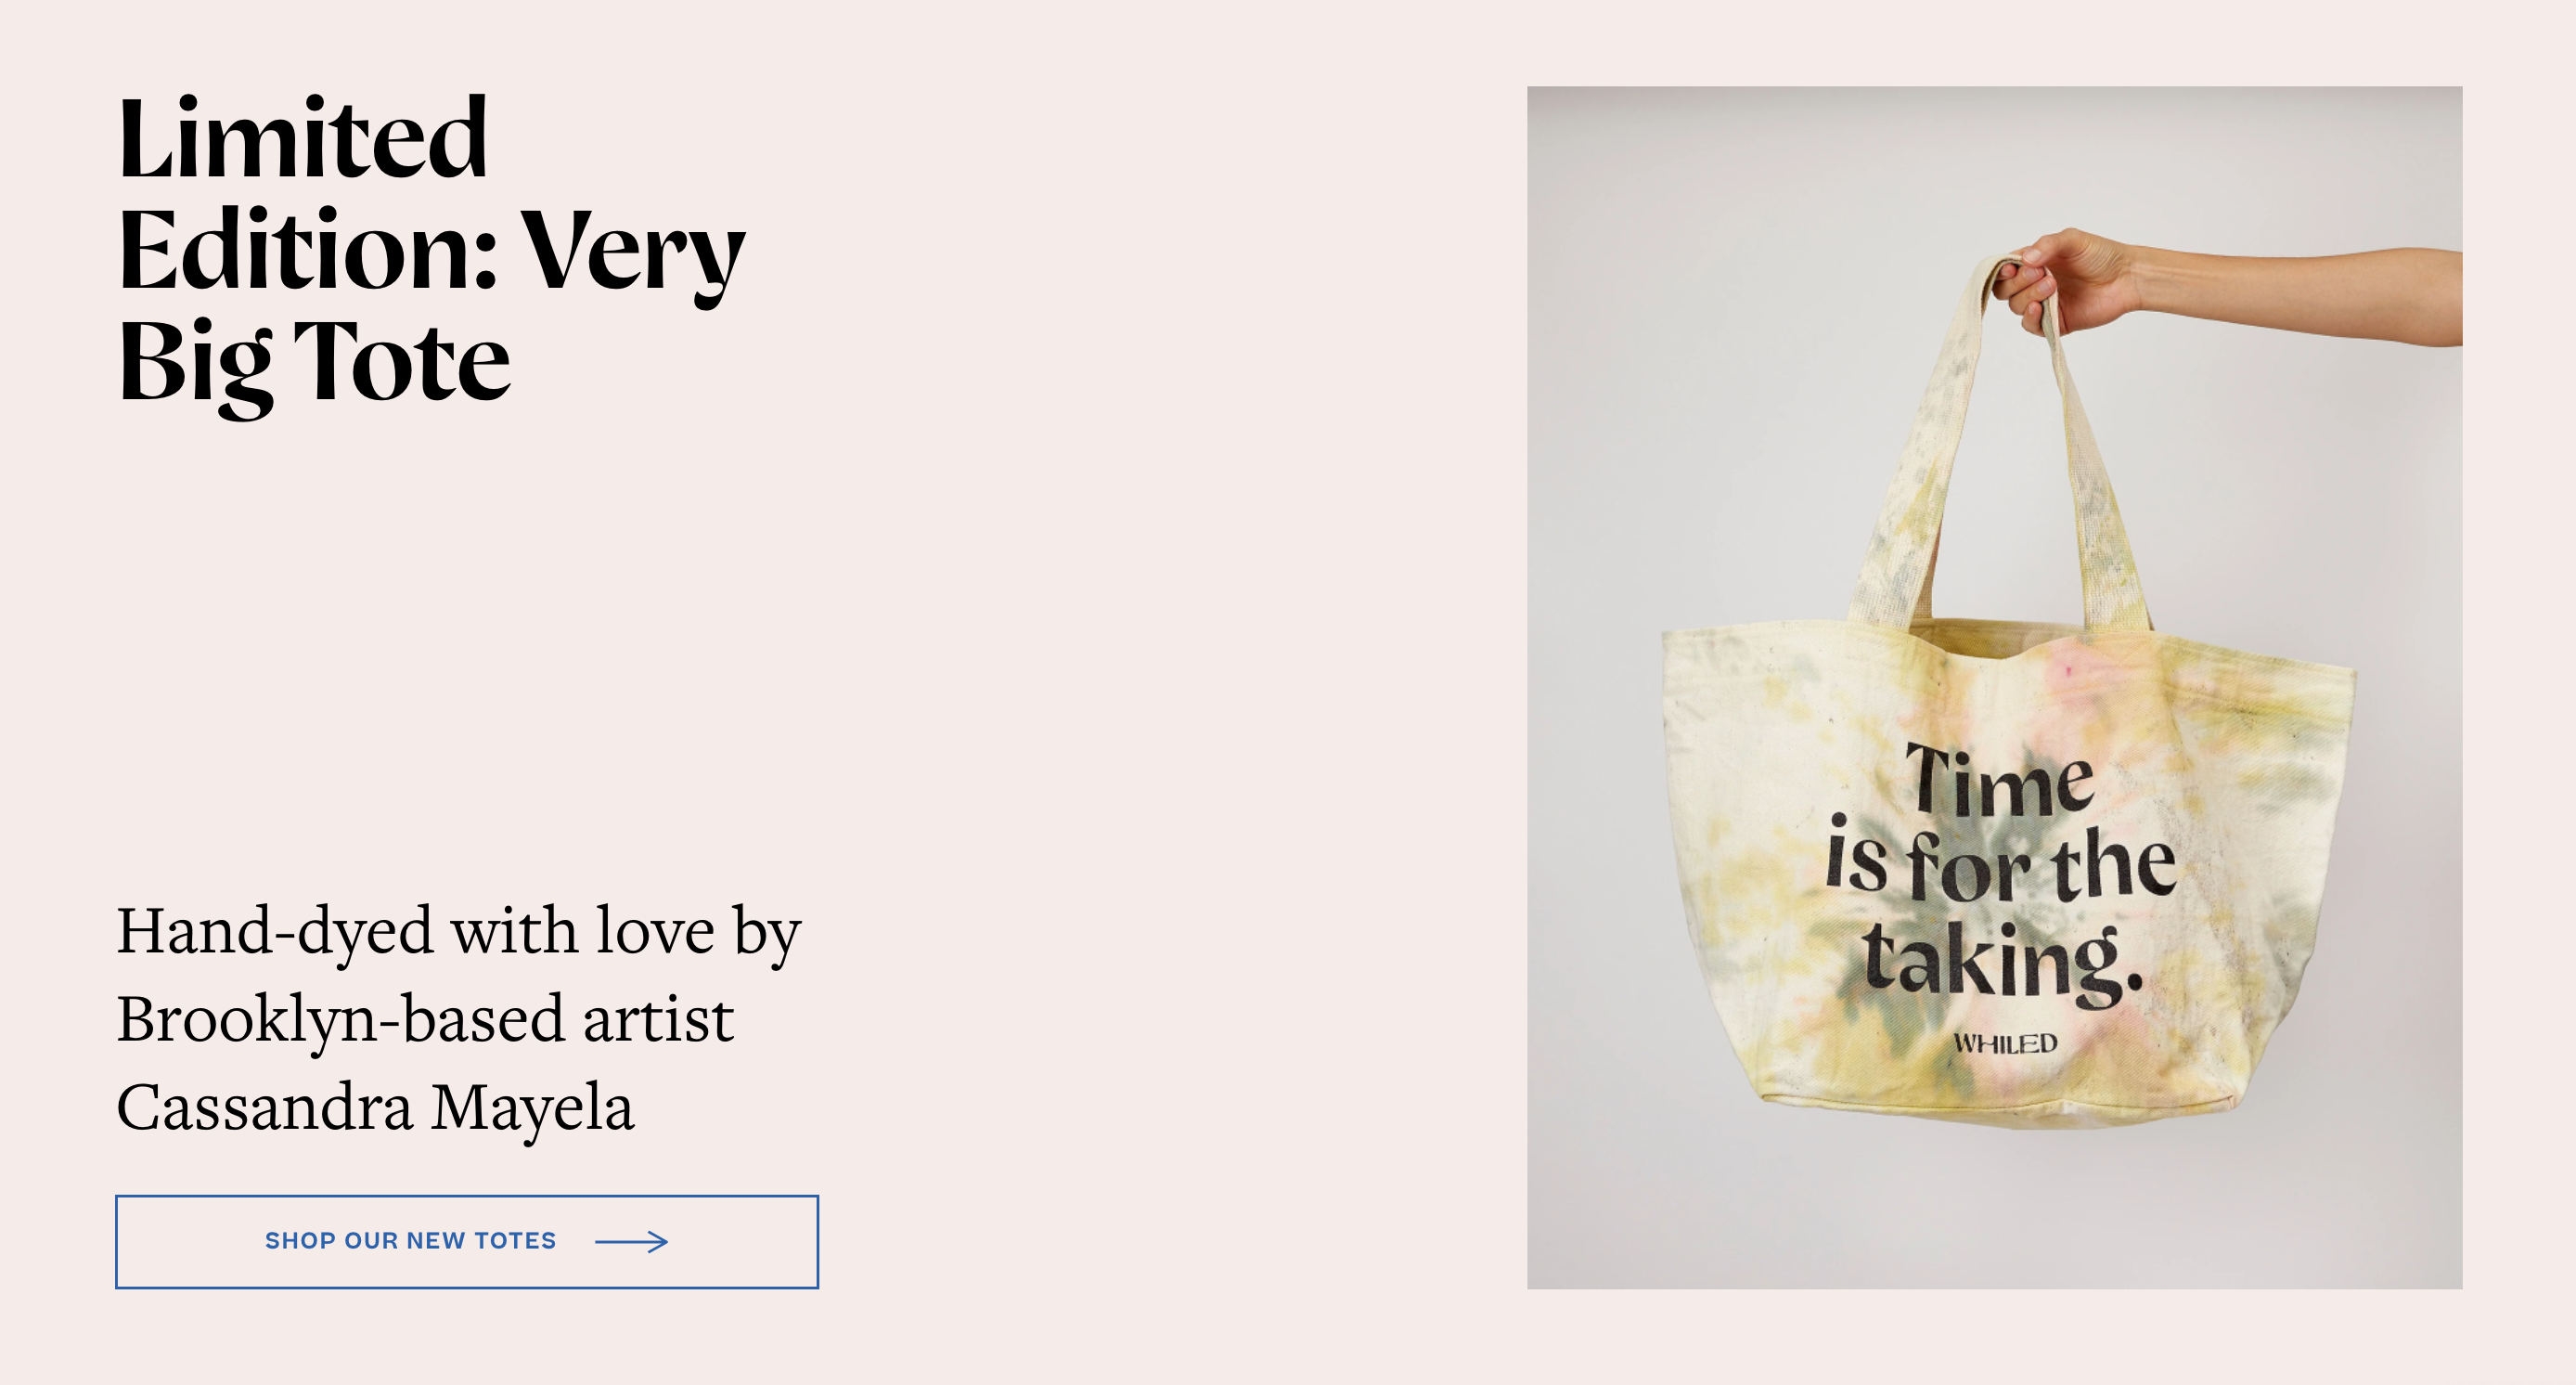 Limited
Edition: Very
Big Tote
Hand-dyed with love by
Brooklyn-based artist
Cassandra Mayela
SHOP OUR NEW TOTES
Time
is for the
taking.
WHILED